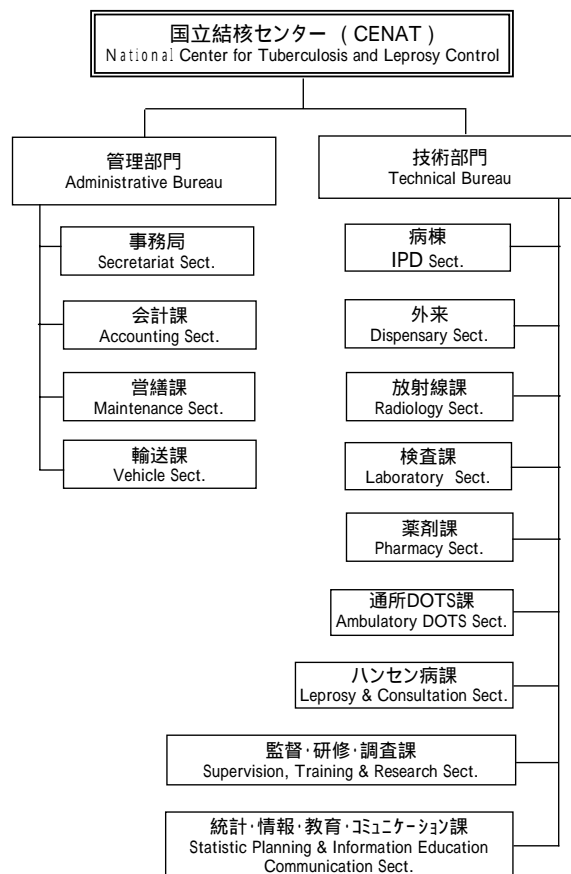 国立結核センター （CENAT）
National Center for Tuberculosis and Leprosy Control
管理部門
Administrative Bureau
技術部門
Technical Bureau
事務局
Secretariat Sect.
会計課
Accounting Sect.
営繕課
Maintenance Sect.
輸送課
Vehicle Sect.
病棟
IPD Sect.
外来
Dispensary Sect.
放射線課
Radiology Sect.
検査課
Laboratory Sect.
薬剤課
Pharmacy Sect.
通所DOTS課
Ambulatory DOTS Sect.
ハンセン病課
Leprosy & Consultation Sect.
監督･研修･調査課
Supervision, Training & Research Sect.
統計･情報･教育･ｺﾐｭﾆｹｰｼｮﾝ課
Statistic Planning & Information Education
Communication Sect.